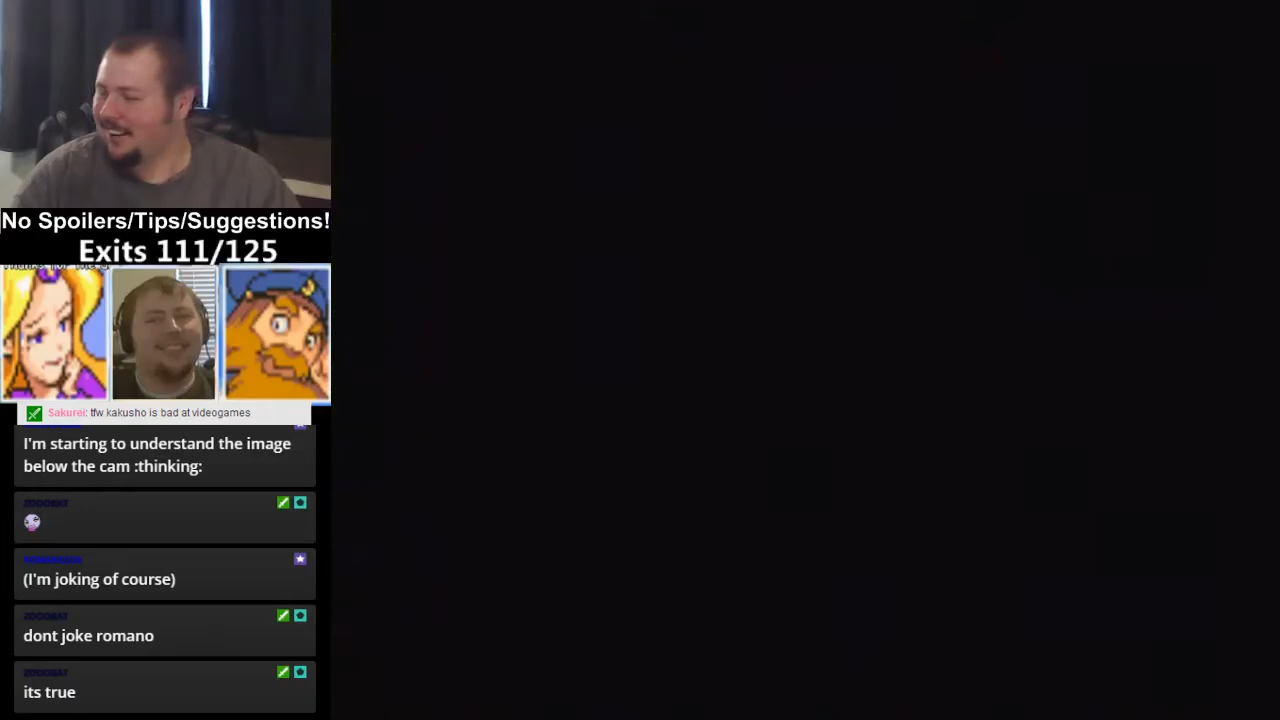 No Spoilers/Tips/Suggestions!
Exits 111/125
Sakurei: tfw kakusho is bad at videogames
I'm starting to understand the image
below the cam :thinking:
(I'm joking of course)
dont joke romano
its true